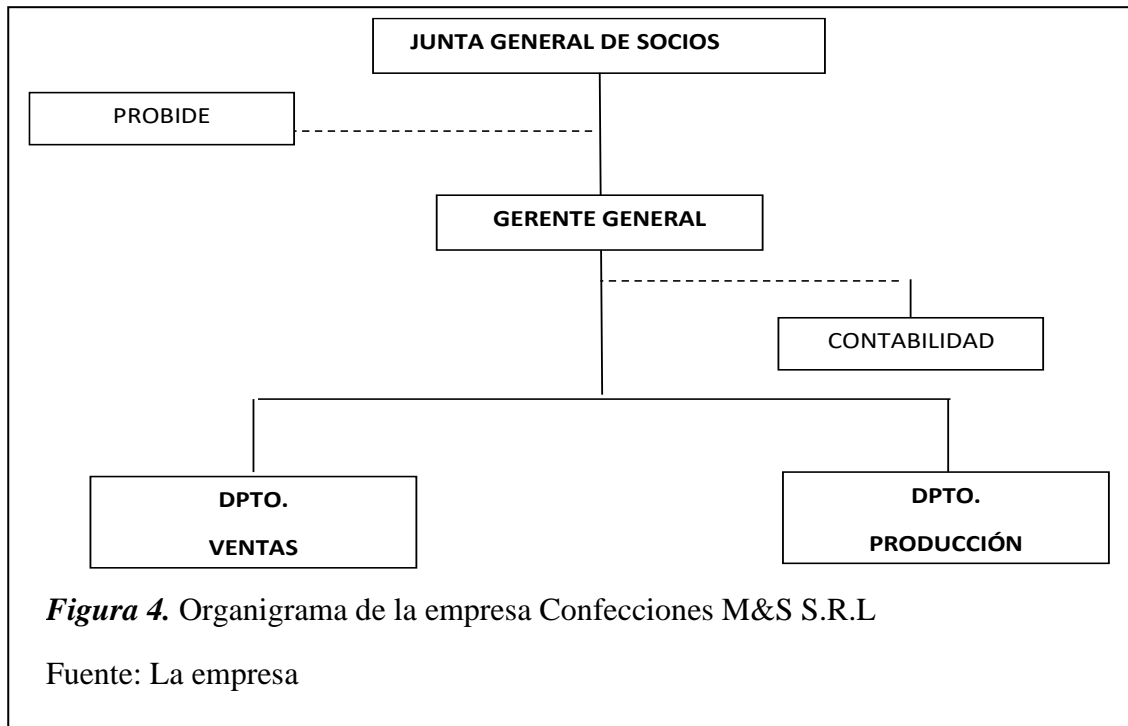 JUNTA GENERAL DE SOCIOS
PROBIDE
GERENTE GENERAL
CONTABILIDAD
DPTO.
VENTAS
DPTO.
PRODUCCIÓN
Figura 4. Organigrama de la empresa Confecciones M&S S.R.L
Fuente: La empresa